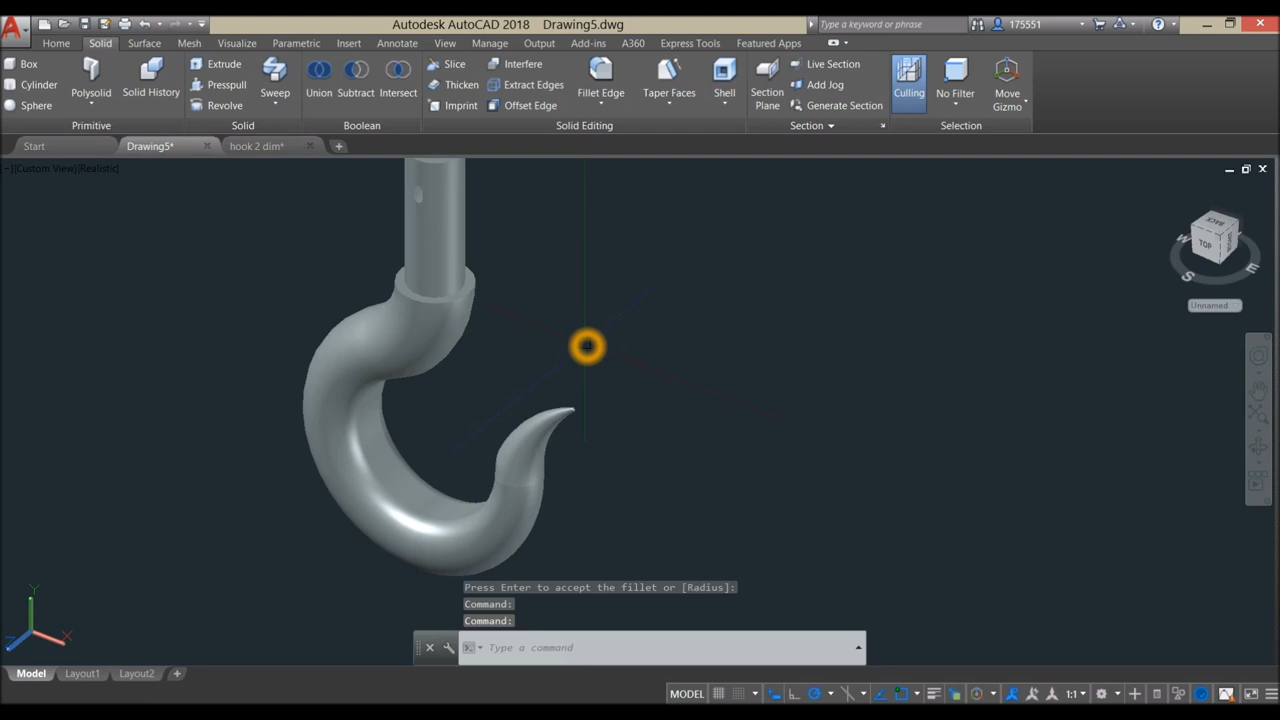 Autodesk AutoCAD 2018 Drawing5.dwg
Type a keyword or phrase
175551
Home Solid Surface Mesh Visualize Parametric Insert Annotate View Manage Output Add-ins A360 Express Tools Featured Apps
Box
Cylinder
Sphere
Polysolid
Solid History
Extrude
Presspull
Revolve
Sweep
Union
Subtract
Intersect
Slice
Thicken
Imprint
Interfere
Extract Edges
Offset Edge
Fillet Edge
Taper Faces
Shell
Section
Plane
Live Section
Add Jog
Generate Section
Culling
No Filter
Move
Gizmo
Primitive Solid Boolean Solid Editing Section Selection
Start Drawing5* hook 2 dim*
[−][Custom View][Realistic]
BACK
TOP
W
S
E
Unnamed
Press Enter to accept the fillet or [Radius]:
Command:
Command:
Type a command
Y
X
Z
Model Layout1 Layout2
MODEL
1:1